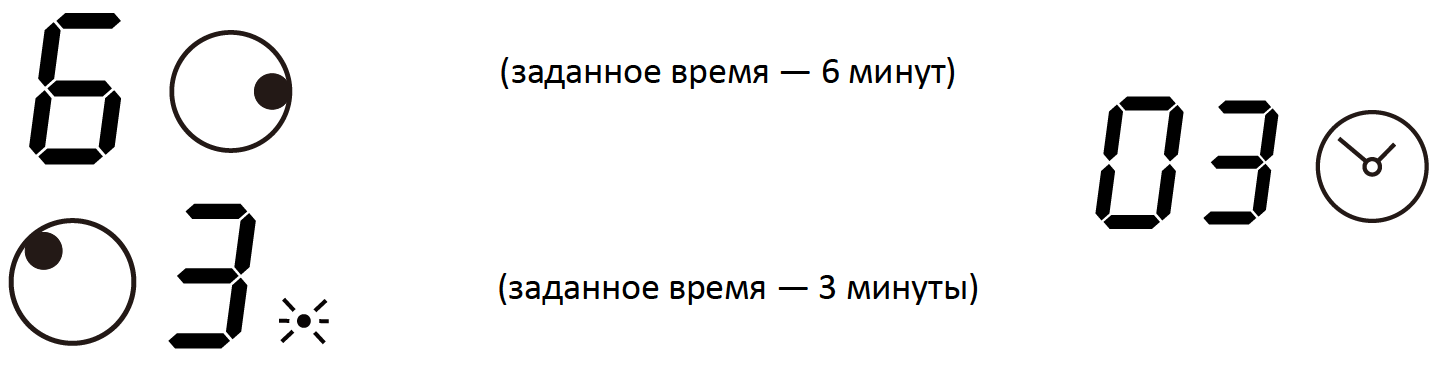 6 (заданное время — 6 минут)
03
3 (заданное время — 3 минуты)